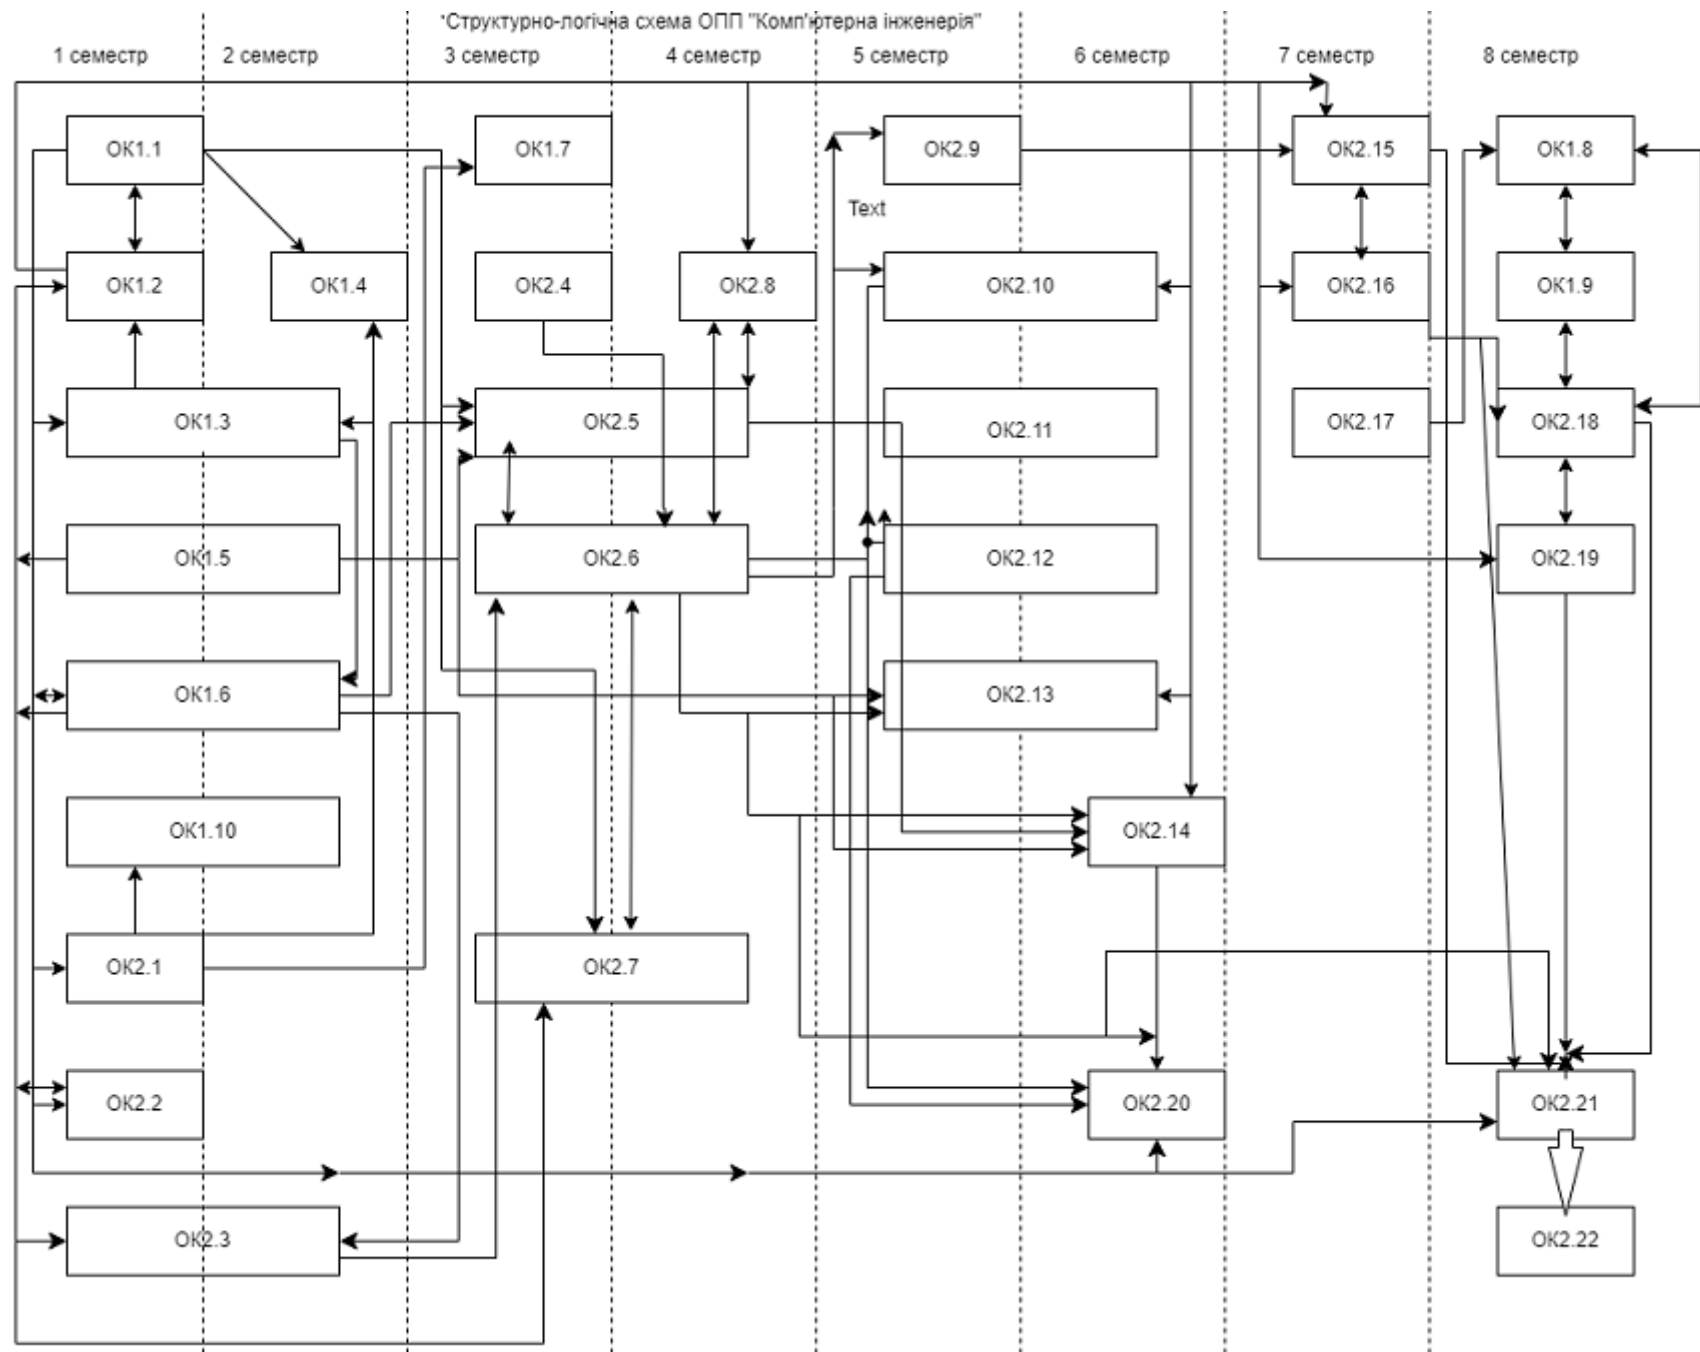 'Структурно-логічна схема ОПП "Комп'ютерна інженерія"
1 семестр 2 семестр 3 семестр 4 семестр 5 семестр 6 семестр 7 семестр 8 семестр
ОК1.1 ОК1.7 ОК2.9 ОК2.15 ОК1.8
Text
ОК1.2 ОК1.4 ОК2.4 ОК2.8 ОК2.10 ОК2.16 ОК1.9
ОК1.3 ОК2.5 ОК2.11 ОК2.17 ОК2.18
ОК1.5 ОК2.6 ОК2.12 ОК2.19
ОК1.6 ОК2.13
ОК1.10 ОК2.14
ОК2.1 ОК2.7
ОК2.2 ОК2.20 ОК2.21
ОК2.3 ОК2.22